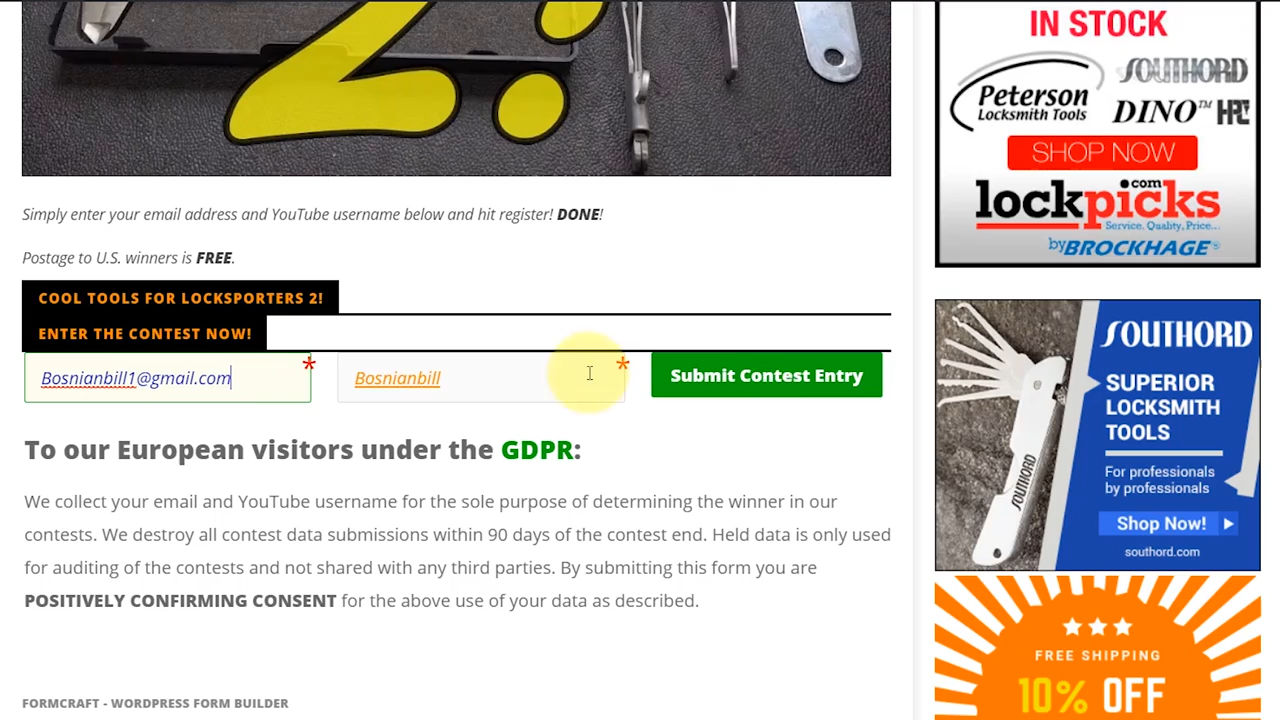 2!
Simply enter your email address and YouTube username below and hit register! DONE!
Postage to U.S. winners is FREE.
COOL TOOLS FOR LOCKSPORTERS 2!
ENTER THE CONTEST NOW!
Bosnianbill1@gmail.com *
Bosnianbill *
Submit Contest Entry
To our European visitors under the GDPR:
We collect your email and YouTube username for the sole purpose of determining the winner in our
contests. We destroy all contest data submissions within 90 days of the contest end. Held data is only used
for auditing of the contests and not shared with any third parties. By submitting this form you are
POSITIVELY CONFIRMING CONSENT for the above use of your data as described.
FORMCRAFT - WORDPRESS FORM BUILDER
IN STOCK
Peterson
Locksmith Tools
SOUTHORD
DINO™ HPC
SHOP NOW
lockpicks.com
Service, Quality, Price...
by BROCKHAGE®
SOUTHORD
SUPERIOR
LOCKSMITH
TOOLS
For professionals
by professionals
Shop Now!
southord.com
SOUTHORD
FREE SHIPPING
10% OFF